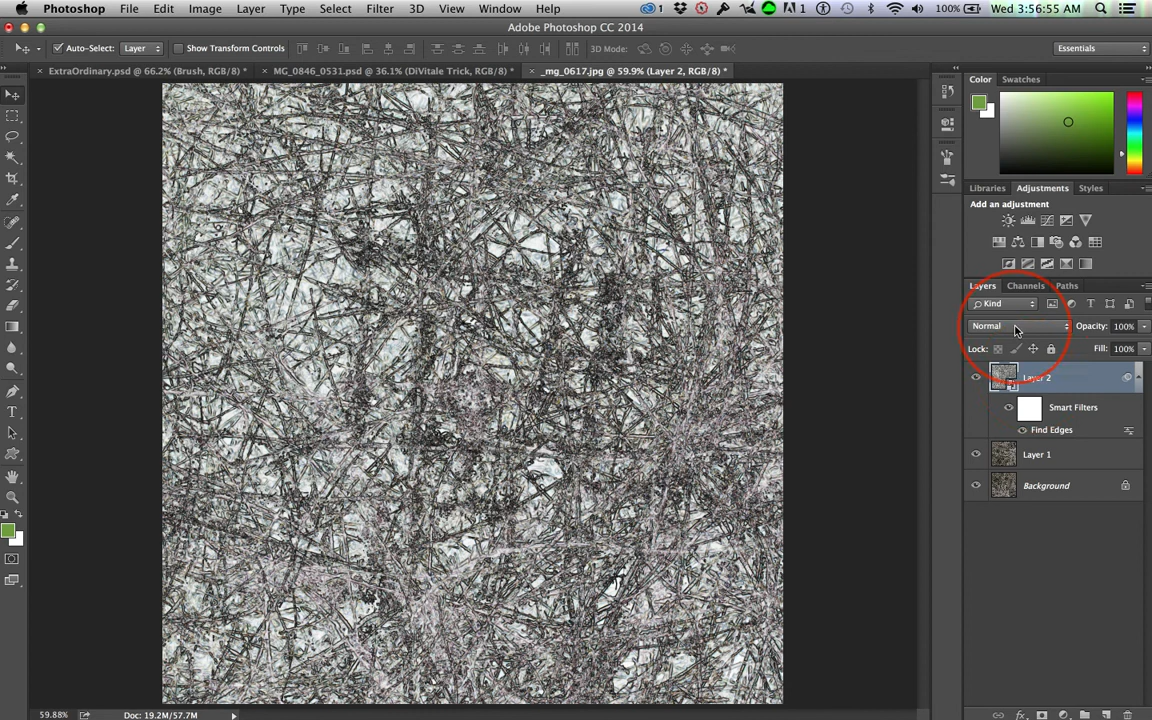 Photoshop File Edit Image Layer Type Select Filter 3D View Window Help 1 1 100% Wed 3:56:55 AM
Adobe Photoshop CC 2014
Auto-Select: Layer Show Transform Controls 3D Mode: Essentials
ExtraOrdinary.psd @ 66.2% (Brush, RGB/8) * MG_0846_0531.psd @ 36.1% (DiVitale Trick, RGB/8) * _mg_0617.jpg @ 59.9% (Layer 2, RGB/8) *
Color Swatches
Libraries Adjustments Styles
Add an adjustment
Layers Channels Paths
Kind
Normal Opacity: 100%
Lock: Fill: 100%
Layer 2
Smart Filters
Find Edges
Layer 1
Background
59.88% Doc: 19.2M/57.7M